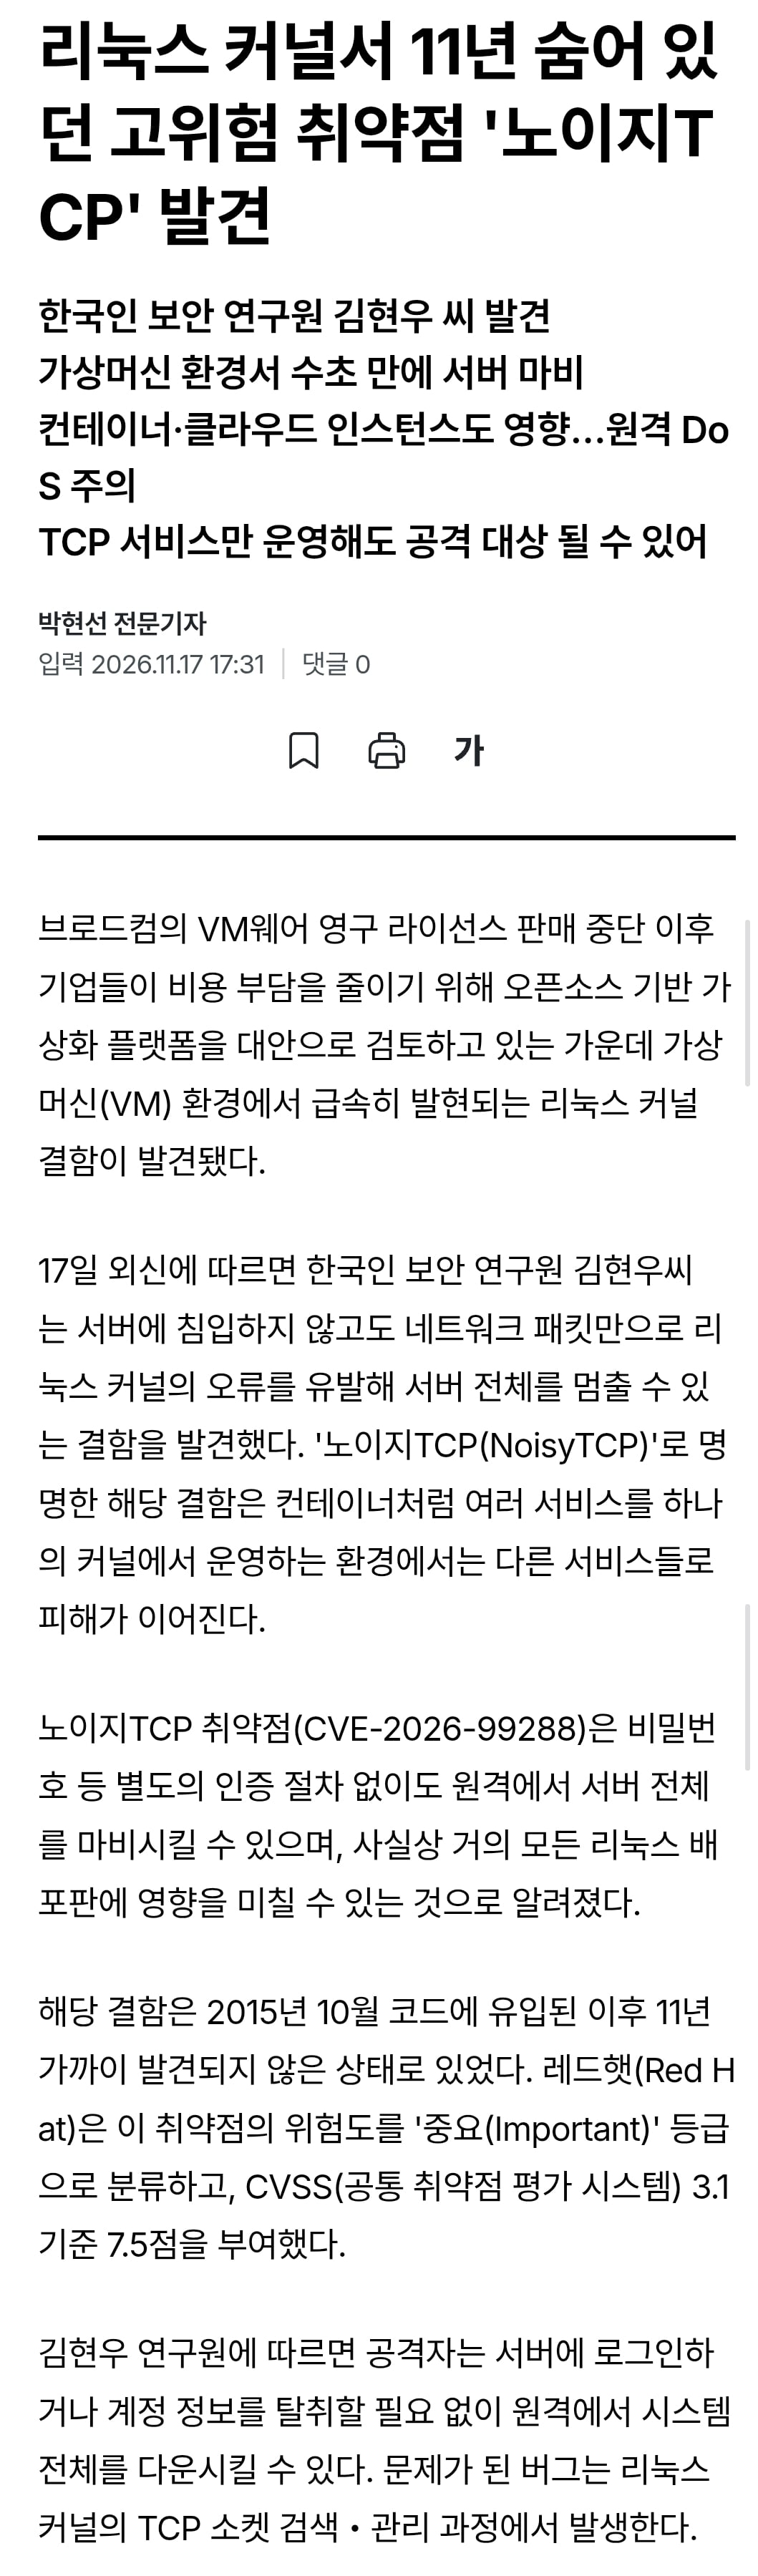 리눅스 커널서 11년 숨어 있
던 고위험 취약점 '노이지T
CP' 발견
한국인 보안 연구원 김현우 씨 발견
가상머신 환경서 수초 만에 서버 마비
컨테이너·클라우드 인스턴스도 영향…원격 Do
S 주의
TCP 서비스만 운영해도 공격 대상 될 수 있어
박현선 전문기자
입력 2026.11.17 17:31 댓글 0
가
브로드컴의 VM웨어 영구 라이선스 판매 중단 이후
기업들이 비용 부담을 줄이기 위해 오픈소스 기반 가
상화 플랫폼을 대안으로 검토하고 있는 가운데 가상
머신(VM) 환경에서 급속히 발현되는 리눅스 커널
결함이 발견됐다.
17일 외신에 따르면 한국인 보안 연구원 김현우씨
는 서버에 침입하지 않고도 네트워크 패킷만으로 리
눅스 커널의 오류를 유발해 서버 전체를 멈출 수 있
는 결함을 발견했다. '노이지TCP(NoisyTCP)'로 명
명한 해당 결함은 컨테이너처럼 여러 서비스를 하나
의 커널에서 운영하는 환경에서는 다른 서비스들로
피해가 이어진다.
노이지TCP 취약점(CVE-2026-99288)은 비밀번
호 등 별도의 인증 절차 없이도 원격에서 서버 전체
를 마비시킬 수 있으며, 사실상 거의 모든 리눅스 배
포판에 영향을 미칠 수 있는 것으로 알려졌다.
해당 결함은 2015년 10월 코드에 유입된 이후 11년
가까이 발견되지 않은 상태로 있었다. 레드햇(Red H
at)은 이 취약점의 위험도를 '중요(Important)' 등급
으로 분류하고, CVSS(공통 취약점 평가 시스템) 3.1
기준 7.5점을 부여했다.
김현우 연구원에 따르면 공격자는 서버에 로그인하
거나 계정 정보를 탈취할 필요 없이 원격에서 시스템
전체를 다운시킬 수 있다. 문제가 된 버그는 리눅스
커널의 TCP 소켓 검색·관리 과정에서 발생한다.